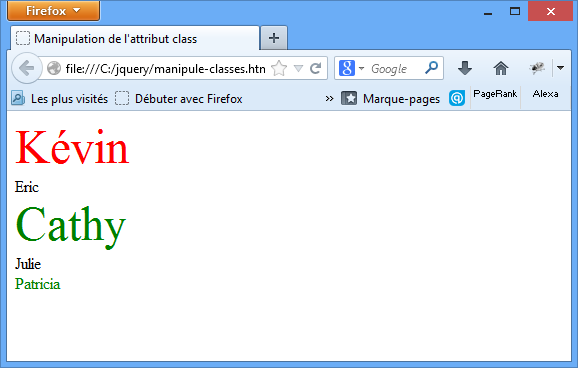 Firefox
Manipulation de l'attribut class
file:///C:/jquery/manipule-classes.htn
Google
Les plus visités
Débuter avec Firefox
»
Marque-pages
PageRank
Alexa
Kévin
Eric
Cathy
Julie
Patricia